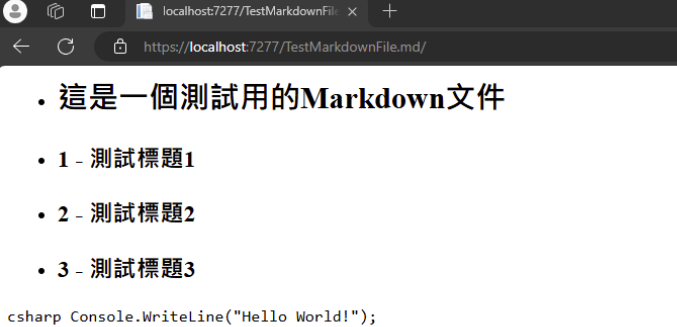 localhost:7277/TestMarkdownFile
https://localhost:7277/TestMarkdownFile.md/
• 這是一個測試用的Markdown文件
• 1 - 測試標題1
• 2 - 測試標題2
• 3 - 測試標題3
csharp Console.WriteLine("Hello World!");